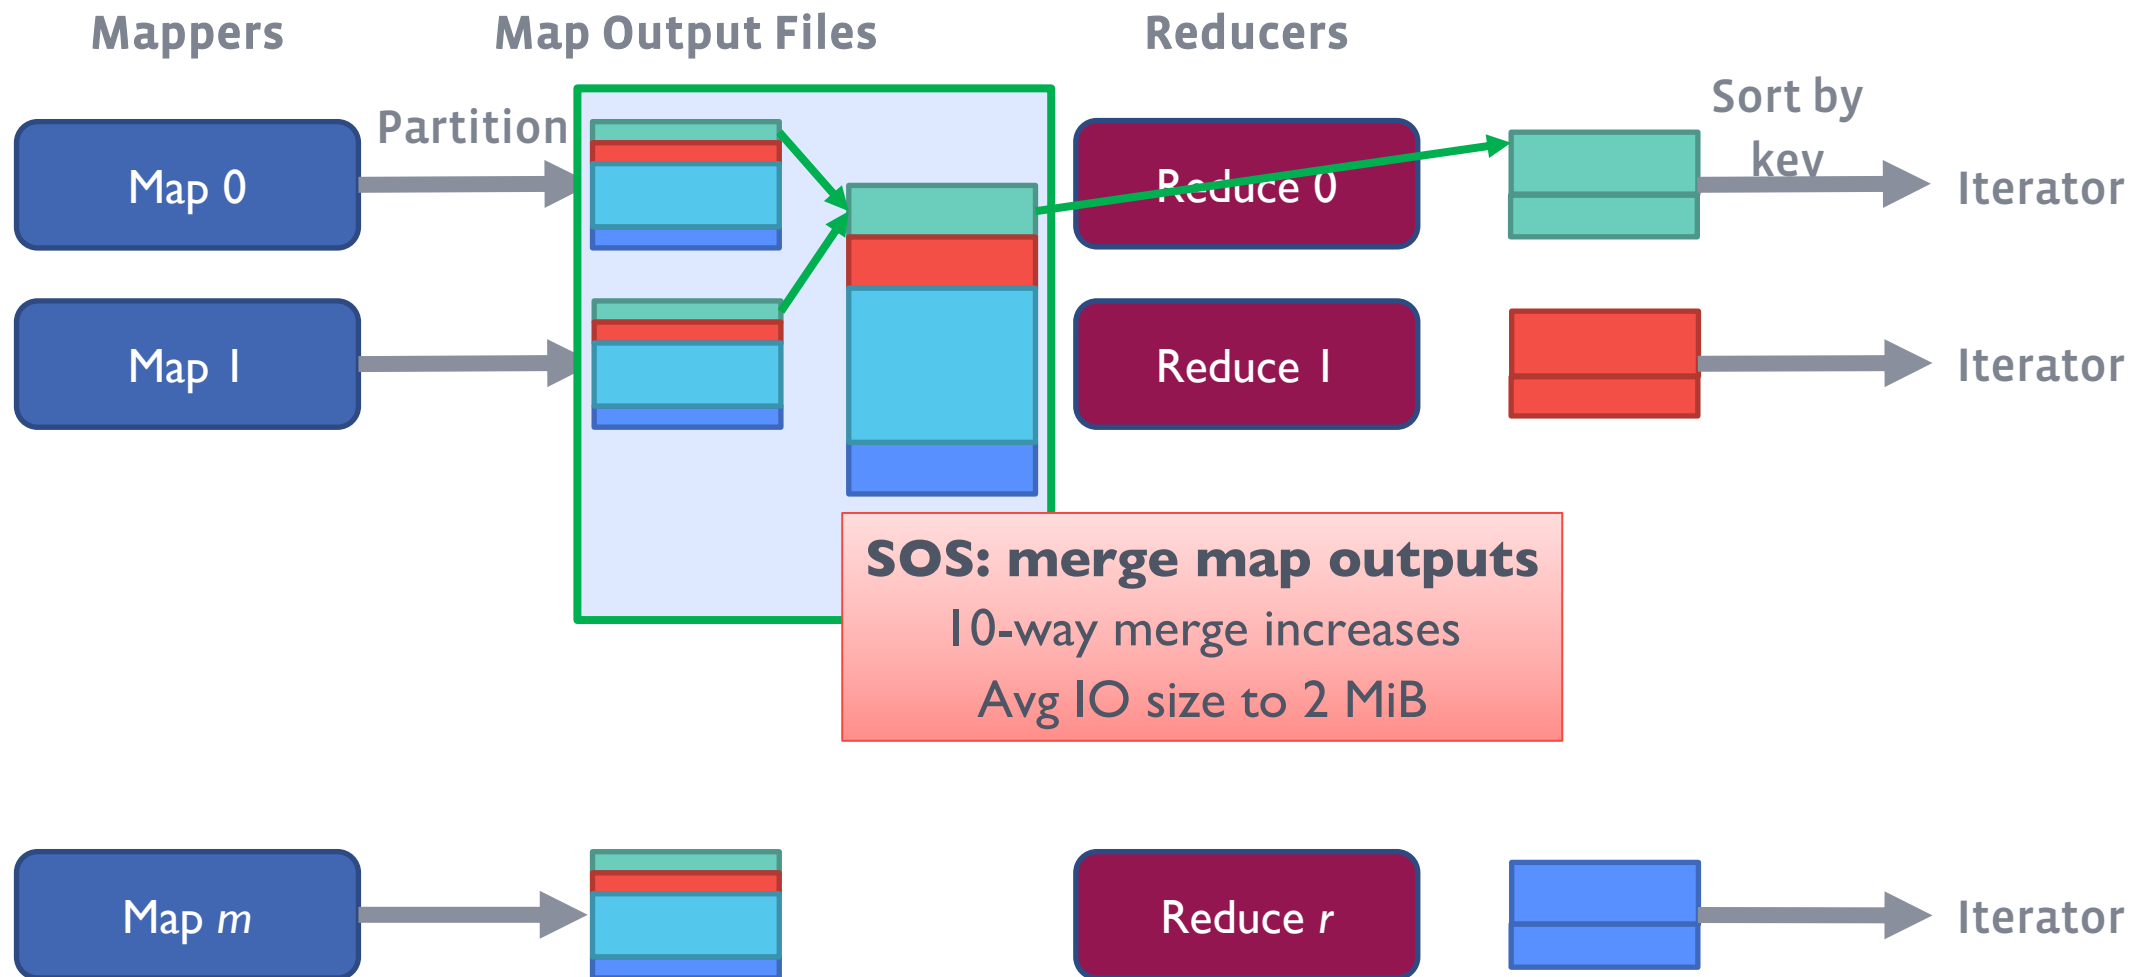 Mappers
Map Output Files
Reducers
Sort by
key
Partition
Map 0
Reduce 0
Iterator
Map 1
Reduce 1
Iterator
SOS: merge map outputs
10-way merge increases
Avg IO size to 2 MiB
Map m
Reduce r
Iterator